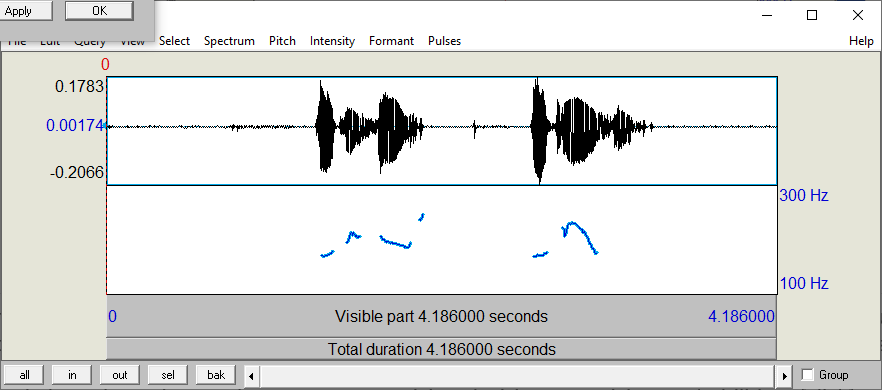 Apply OK
File Edit Query View Select Spectrum Pitch Intensity Formant Pulses Help
0
0.1783
0.00174
-0.2066
300 Hz
100 Hz
0 Visible part 4.186000 seconds 4.186000
Total duration 4.186000 seconds
all in out sel bak Group